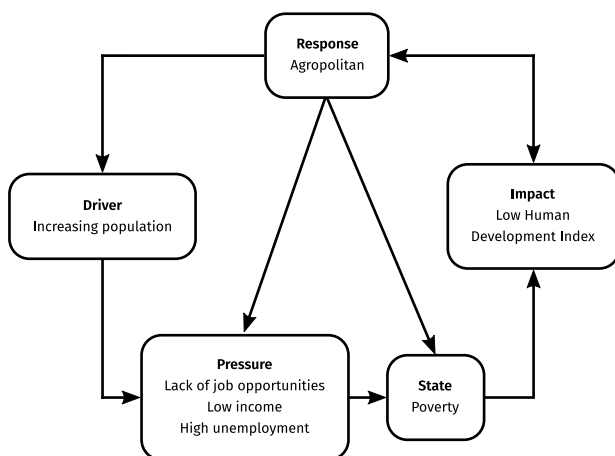 Response
Agropolitan
Driver
Increasing population
Impact
Low Human
Development Index
Pressure
Lack of job opportunities
Low income
High unemployment
State
Poverty